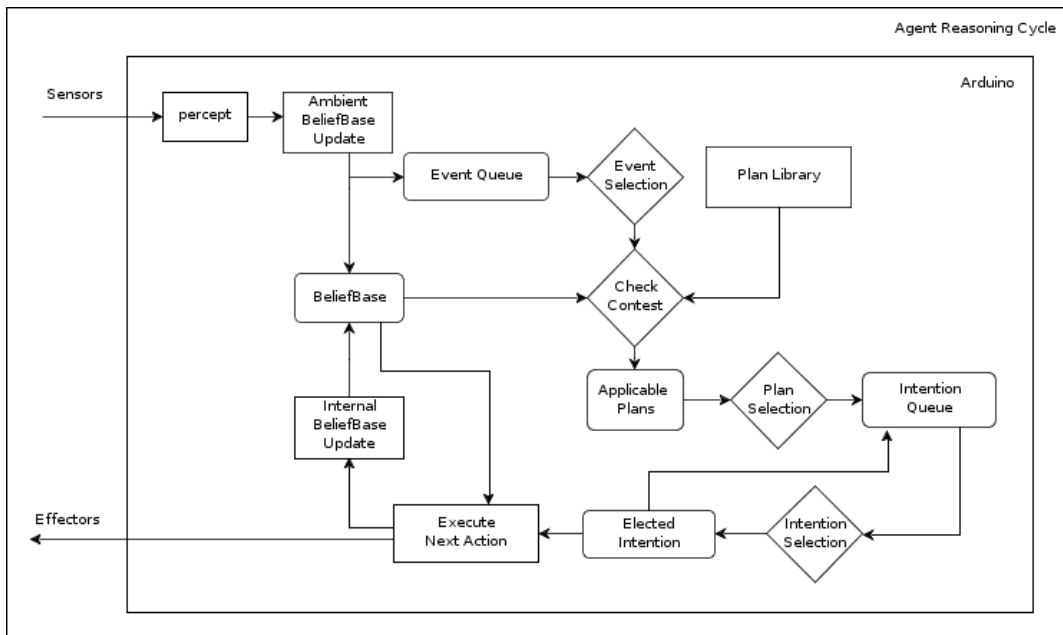 Agent Reasoning Cycle
Arduino
Sensors
percept
Ambient
BeliefBase
Update
Event Queue
Event
Selection
Plan Library
BeliefBase
Check
Contest
Applicable
Plans
Plan
Selection
Intention
Queue
Internal
BeliefBase
Update
Effectors
Execute
Next Action
Elected
Intention
Intention
Selection